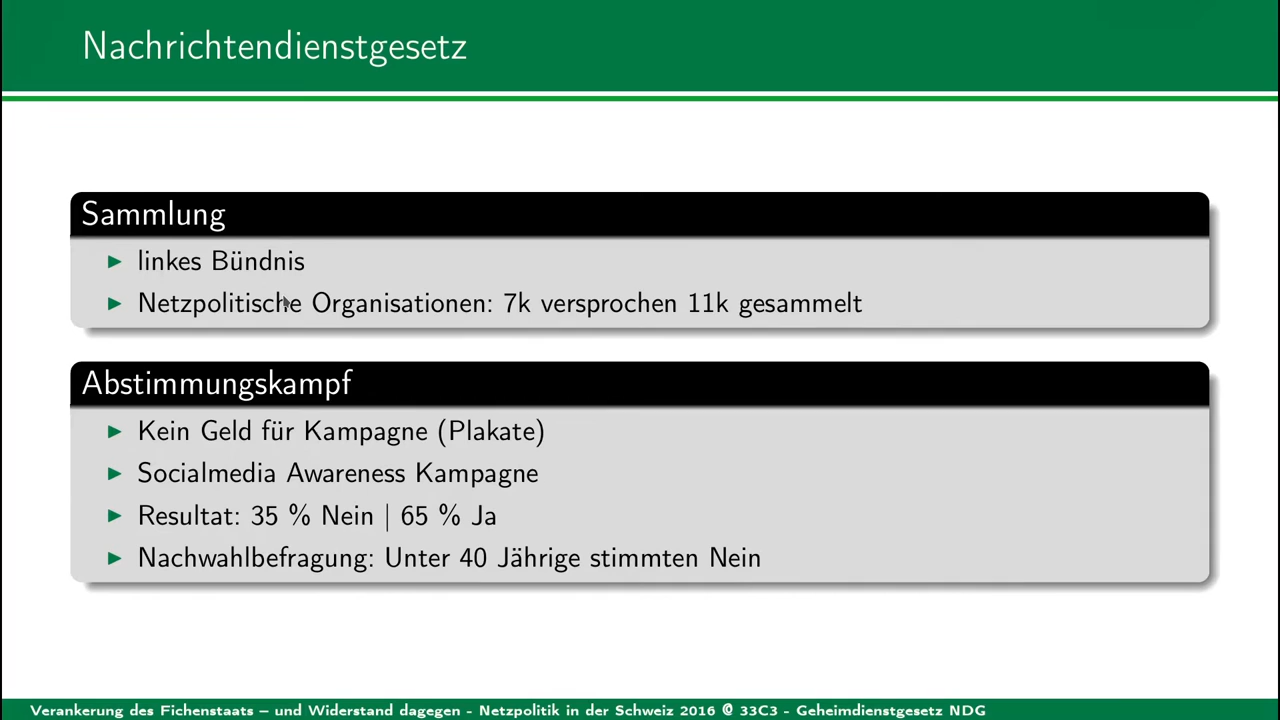 Nachrichtendienstgesetz
Sammlung
linkes Bündnis
Netzpolitische Organisationen: 7k versprochen 11k gesammelt
Abstimmungskampf
Kein Geld für Kampagne (Plakate)
Socialmedia Awareness Kampagne
Resultat: 35 % Nein | 65 % Ja
Nachwahlbefragung: Unter 40 Jährige stimmten Nein
Verankerung des Fichenstaats – und Widerstand dagegen - Netzpolitik in der Schweiz 2016 @ 33C3 - Geheimdienstgesetz NDG